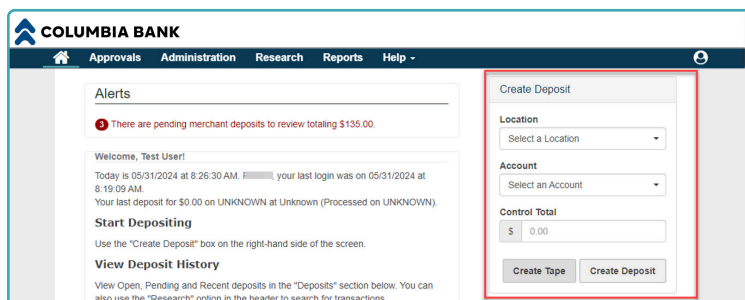 COLUMBIA BANK
Approvals Administration Research Reports Help
Alerts
3 There are pending merchant deposits to review totaling $135.00.
Welcome, Test User!
Today is 05/31/2024 at 8:26:30 AM. your last login was on 05/31/2024 at
8:19:09 AM.
Your last deposit for $0.00 on UNKNOWN at Unknown (Processed on UNKNOWN).
Start Depositing
Use the "Create Deposit" box on the right-hand side of the screen.
View Deposit History
View Open, Pending and Recent deposits in the "Deposits" section below. You can
also use the "Research" option in the header to search for transactions.
Create Deposit
Location
Select a Location
Account
Select an Account
Control Total
$ 0.00
Create Tape Create Deposit